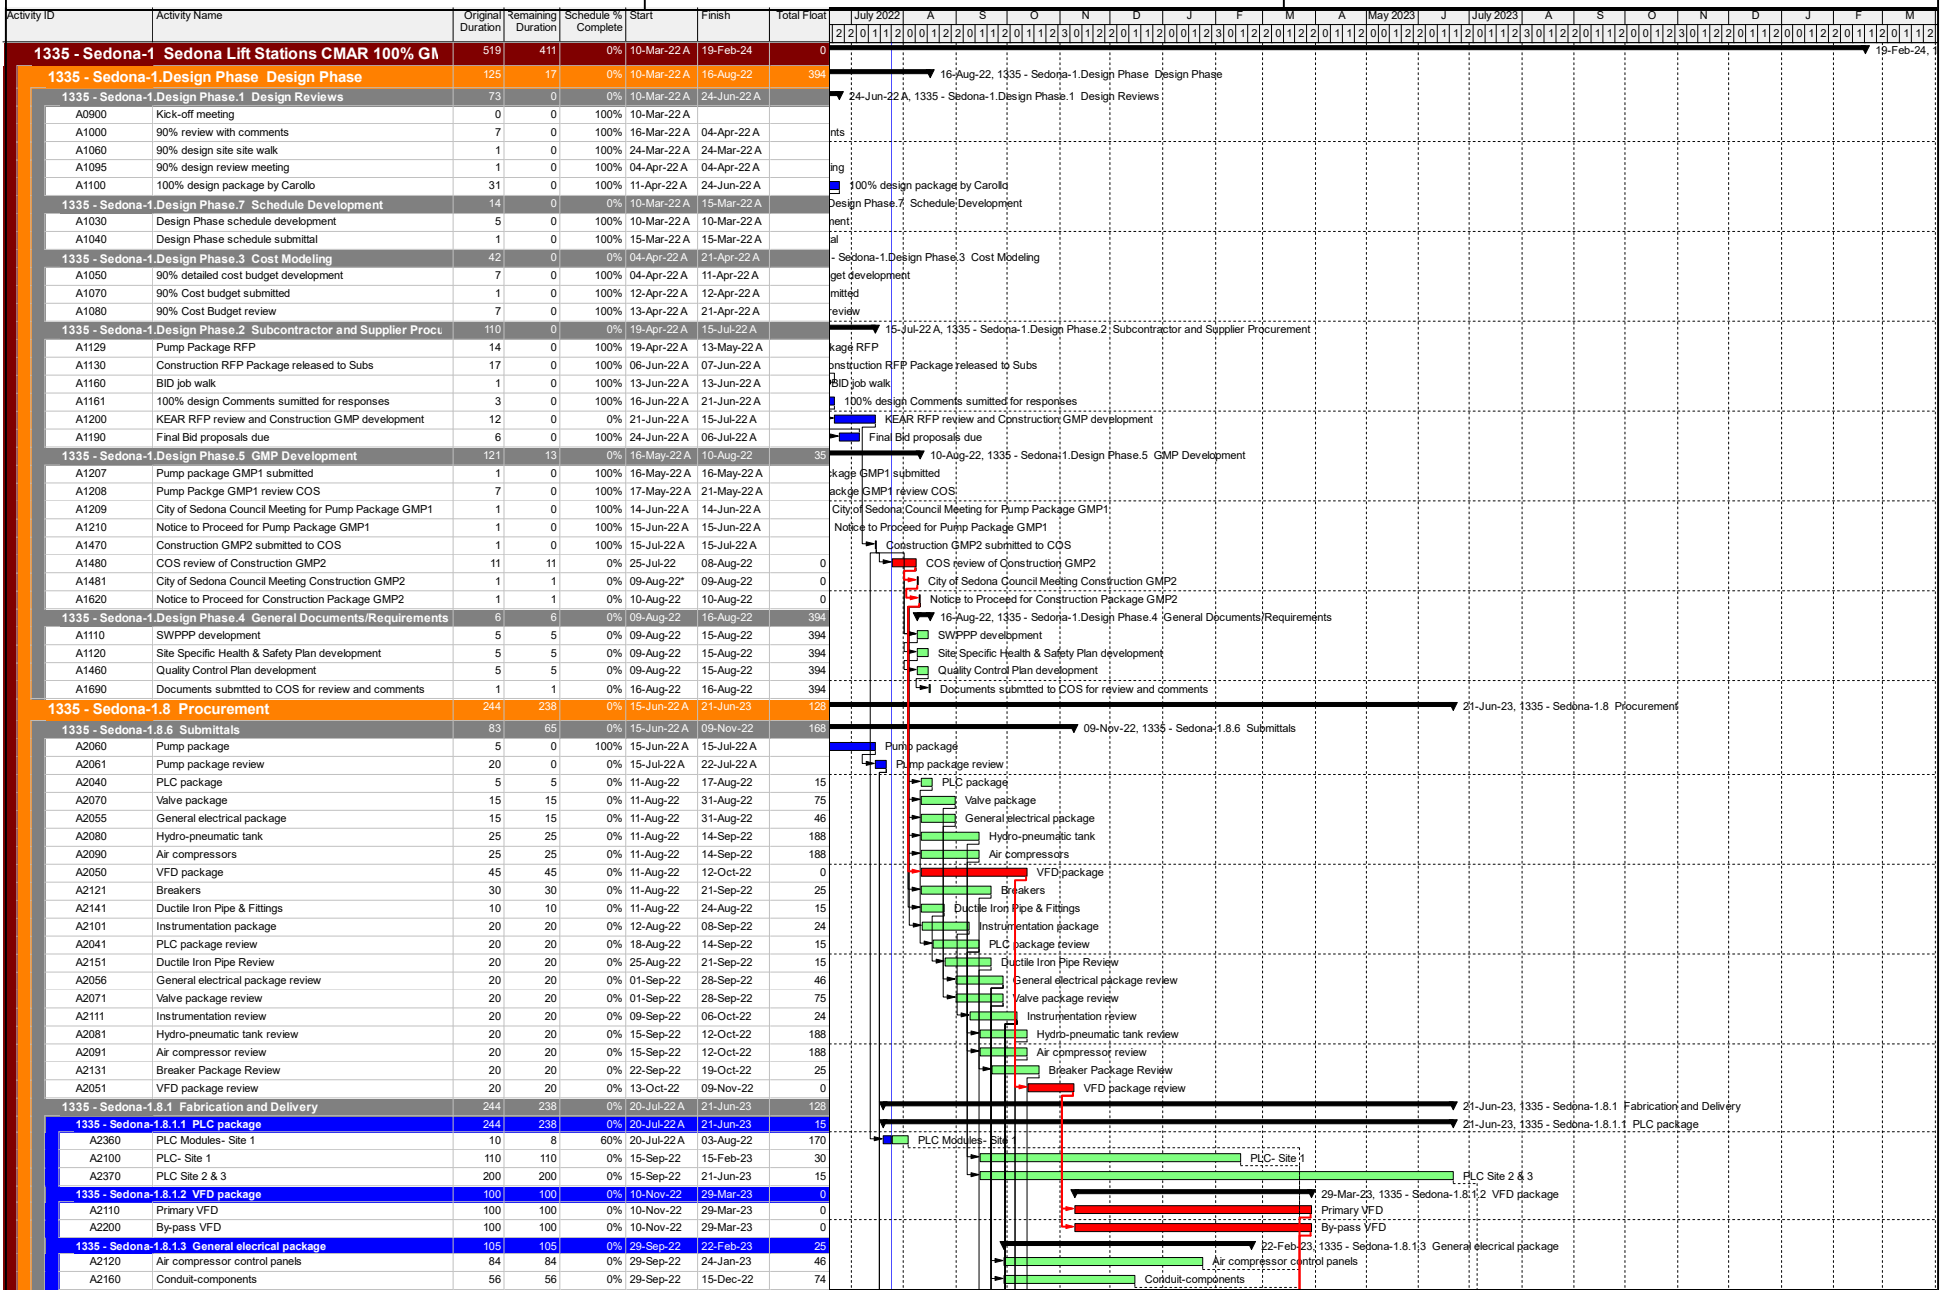 Activity ID Activity Name Original Duration Remaining Duration Schedule % Complete Start Finish Total Float July 2022 A S O N D J F M A May 2023 J July 2023 A S O N D J F M
1335 - Sedona-1 Sedona Lift Stations CMAR 100% GM 519 411 0% 10-Mar-22 A 19-Feb-24 0 19-Feb-24, 1
1335 - Sedona-1.Design Phase Design Phase 125 17 0% 10-Mar-22 A 16-Aug-22 394 16-Aug-22, 1335 - Sedona-1.Design Phase Design Phase
1335 - Sedona-1.Design Phase.1 Design Reviews 73 0 0% 10-Mar-22 A 24-Jun-22 A 24-Jun-22 A, 1335 - Sedona-1.Design Phase.1 Design Reviews
A0900 Kick-off meeting 0 0 100% 10-Mar-22 A
A1000 90% review with comments 7 0 100% 16-Mar-22 A 04-Apr-22 A nts
A1060 90% design site site walk 1 0 100% 24-Mar-22 A 24-Mar-22 A
A1095 90% design review meeting 1 0 100% 04-Apr-22 A 04-Apr-22 A ing
A1100 100% design package by Carollo 31 0 100% 11-Apr-22 A 24-Jun-22 A 100% design package by Carollo
1335 - Sedona-1.Design Phase.7 Schedule Development 14 0 0% 10-Mar-22 A 15-Mar-22 A Design Phase.7 Schedule Development
A1030 Design Phase schedule development 5 0 100% 10-Mar-22 A 10-Mar-22 A ment
A1040 Design Phase schedule submittal 1 0 100% 15-Mar-22 A 15-Mar-22 A al
1335 - Sedona-1.Design Phase.3 Cost Modeling 42 0 0% 04-Apr-22 A 21-Apr-22 A - Sedona-1.Design Phase.3 Cost Modeling
A1050 90% detailed cost budget development 7 0 100% 04-Apr-22 A 11-Apr-22 A get development
A1070 90% Cost budget submitted 1 0 100% 12-Apr-22 A 12-Apr-22 A mitted
A1080 90% Cost Budget review 7 0 100% 13-Apr-22 A 21-Apr-22 A review
1335 - Sedona-1.Design Phase.2 Subcontractor and Supplier Procu 110 0 0% 19-Apr-22 A 15-Jul-22 A 15-Jul-22 A, 1335 - Sedona-1.Design Phase.2 Subcontractor and Supplier Procurement
A1129 Pump Package RFP 14 0 100% 19-Apr-22 A 13-May-22 A kage RFP
A1130 Construction RFP Package released to Subs 17 0 100% 06-Jun-22 A 07-Jun-22 A onstruction RFP Package released to Subs
A1160 BID job walk 1 0 100% 13-Jun-22 A 13-Jun-22 A BID job walk
A1161 100% design Comments sumitted for responses 3 0 100% 16-Jun-22 A 21-Jun-22 A 100% design Comments sumitted for responses
A1200 KEAR RFP review and Construction GMP development 12 0 0% 21-Jun-22 A 15-Jul-22 A KEAR RFP review and Construction GMP development
A1190 Final Bid proposals due 6 0 100% 24-Jun-22 A 06-Jul-22 A Final Bid proposals due
1335 - Sedona-1.Design Phase.5 GMP Development 121 13 0% 16-May-22 A 10-Aug-22 35 10-Aug-22, 1335 - Sedona-1.Design Phase.5 GMP Development
A1207 Pump package GMP1 submitted 1 0 100% 16-May-22 A 16-May-22 A ckage GMP1 submitted
A1208 Pump Packge GMP1 review COS 7 0 100% 17-May-22 A 21-May-22 A ackge GMP1 review COS
A1209 City of Sedona Council Meeting for Pump Package GMP1 1 0 100% 14-Jun-22 A 14-Jun-22 A City of Sedona Council Meeting for Pump Package GMP1
A1210 Notice to Proceed for Pump Package GMP1 1 0 100% 15-Jun-22 A 15-Jun-22 A Notice to Proceed for Pump Package GMP1
A1470 Construction GMP2 submitted to COS 1 0 100% 15-Jul-22 A 15-Jul-22 A Construction GMP2 submitted to COS
A1480 COS review of Construction GMP2 11 11 0% 25-Jul-22 08-Aug-22 0 COS review of Construction GMP2
A1481 City of Sedona Council Meeting Construction GMP2 1 1 0% 09-Aug-22* 09-Aug-22 0 City of Sedona Council Meeting Construction GMP2
A1620 Notice to Proceed for Construction Package GMP2 1 1 0% 10-Aug-22 10-Aug-22 0 Notice to Proceed for Construction Package GMP2
1335 - Sedona-1.Design Phase.4 General Documents/Requirements 6 6 0% 09-Aug-22 16-Aug-22 394 16-Aug-22, 1335 - Sedona-1.Design Phase.4 General Documents/Requirements
A1110 SWPPP development 5 5 0% 09-Aug-22 15-Aug-22 394 SWPPP development
A1120 Site Specific Health & Safety Plan development 5 5 0% 09-Aug-22 15-Aug-22 394 Site Specific Health & Safety Plan development
A1460 Quality Control Plan development 5 5 0% 09-Aug-22 15-Aug-22 394 Quality Control Plan development
A1690 Documents submtted to COS for review and comments 1 1 0% 16-Aug-22 16-Aug-22 394 Documents submtted to COS for review and comments
1335 - Sedona-1.8 Procurement 244 238 0% 15-Jun-22 A 21-Jun-23 128 21-Jun-23, 1335 - Sedona-1.8 Procurement
1335 - Sedona-1.8.6 Submittals 83 65 0% 15-Jun-22 A 09-Nov-22 168 09-Nov-22, 1335 - Sedona-1.8.6 Submittals
A2060 Pump package 5 0 100% 15-Jun-22 A 15-Jul-22 A Pump package
A2061 Pump package review 20 0 0% 15-Jul-22 A 22-Jul-22 A Pump package review
A2040 PLC package 5 5 0% 11-Aug-22 17-Aug-22 15 PLC package
A2070 Valve package 15 15 0% 11-Aug-22 31-Aug-22 75 Valve package
A2055 General electrical package 15 15 0% 11-Aug-22 31-Aug-22 46 General electrical package
A2080 Hydro-pneumatic tank 25 25 0% 11-Aug-22 14-Sep-22 188 Hydro-pneumatic tank
A2090 Air compressors 25 25 0% 11-Aug-22 14-Sep-22 188 Air compressors
A2050 VFD package 45 45 0% 11-Aug-22 12-Oct-22 0 VFD package
A2121 Breakers 30 30 0% 11-Aug-22 21-Sep-22 25 Breakers
A2141 Ductile Iron Pipe & Fittings 10 10 0% 11-Aug-22 24-Aug-22 15 Ductile Iron Pipe & Fittings
A2101 Instrumentation package 20 20 0% 12-Aug-22 08-Sep-22 24 Instrumentation package
A2041 PLC package review 20 20 0% 18-Aug-22 14-Sep-22 15 PLC package review
A2151 Ductile Iron Pipe Review 20 20 0% 25-Aug-22 21-Sep-22 15 Ductile Iron Pipe Review
A2056 General electrical package review 20 20 0% 01-Sep-22 28-Sep-22 46 General electrical package review
A2071 Valve package review 20 20 0% 01-Sep-22 28-Sep-22 75 Valve package review
A2111 Instrumentation review 20 20 0% 09-Sep-22 06-Oct-22 24 Instrumentation review
A2081 Hydro-pneumatic tank review 20 20 0% 15-Sep-22 12-Oct-22 188 Hydro-pneumatic tank review
A2091 Air compressor review 20 20 0% 15-Sep-22 12-Oct-22 188 Air compressor review
A2131 Breaker Package Review 20 20 0% 22-Sep-22 19-Oct-22 25 Breaker Package Review
A2051 VFD package review 20 20 0% 13-Oct-22 09-Nov-22 0 VFD package review
1335 - Sedona-1.8.1 Fabrication and Delivery 244 238 0% 20-Jul-22 A 21-Jun-23 128 21-Jun-23, 1335 - Sedona-1.8.1 Fabrication and Delivery
1335 - Sedona-1.8.1.1 PLC package 244 238 0% 20-Jul-22 A 21-Jun-23 15 21-Jun-23, 1335 - Sedona-1.8.1.1 PLC package
A2360 PLC Modules- Site 1 10 8 60% 20-Jul-22 A 03-Aug-22 170 PLC Modules- Site 1
A2100 PLC- Site 1 110 110 0% 15-Sep-22 15-Feb-23 30 PLC- Site 1
A2370 PLC Site 2 & 3 200 200 0% 15-Sep-22 21-Jun-23 15 PLC Site 2 & 3
1335 - Sedona-1.8.1.2 VFD package 100 100 0% 10-Nov-22 29-Mar-23 0 29-Mar-23, 1335 - Sedona-1.8.1.2 VFD package
A2110 Primary VFD 100 100 0% 10-Nov-22 29-Mar-23 0 Primary VFD
A2200 By-pass VFD 100 100 0% 10-Nov-22 29-Mar-23 0 By-pass VFD
1335 - Sedona-1.8.1.3 General elecrical package 105 105 0% 29-Sep-22 22-Feb-23 25 22-Feb-23, 1335 - Sedona-1.8.1.3 General elecrical package
A2120 Air compressor control panels 84 84 0% 29-Sep-22 24-Jan-23 46 Air compressor control panels
A2160 Conduit-components 56 56 0% 29-Sep-22 15-Dec-22 74 Conduit-components